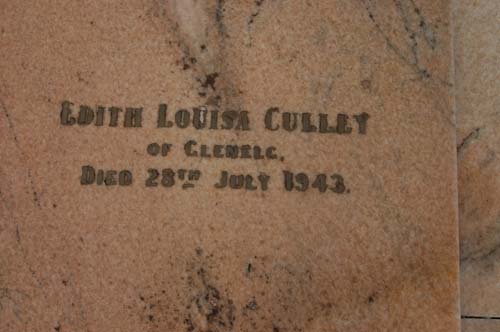 Edith Louisa Culley
of Glenelg.
Died 28th July 1943.